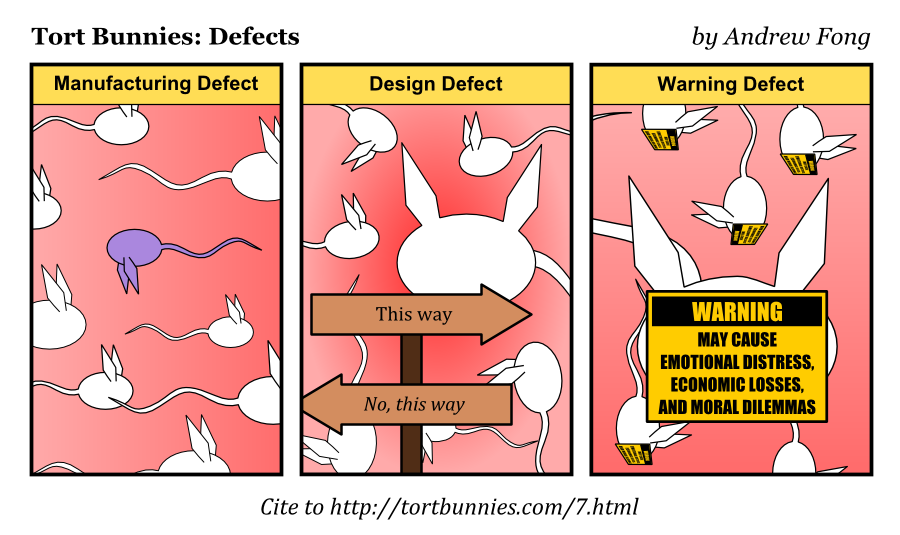 Tort Bunnies: Defects
by Andrew Fong
Manufacturing Defect
Design Defect
This way
No, this way
Warning Defect
WARNING
MAY CAUSE
EMOTIONAL DISTRESS,
ECONOMIC LOSSES,
AND MORAL DILEMMAS
Cite to http://tortbunnies.com/7.html